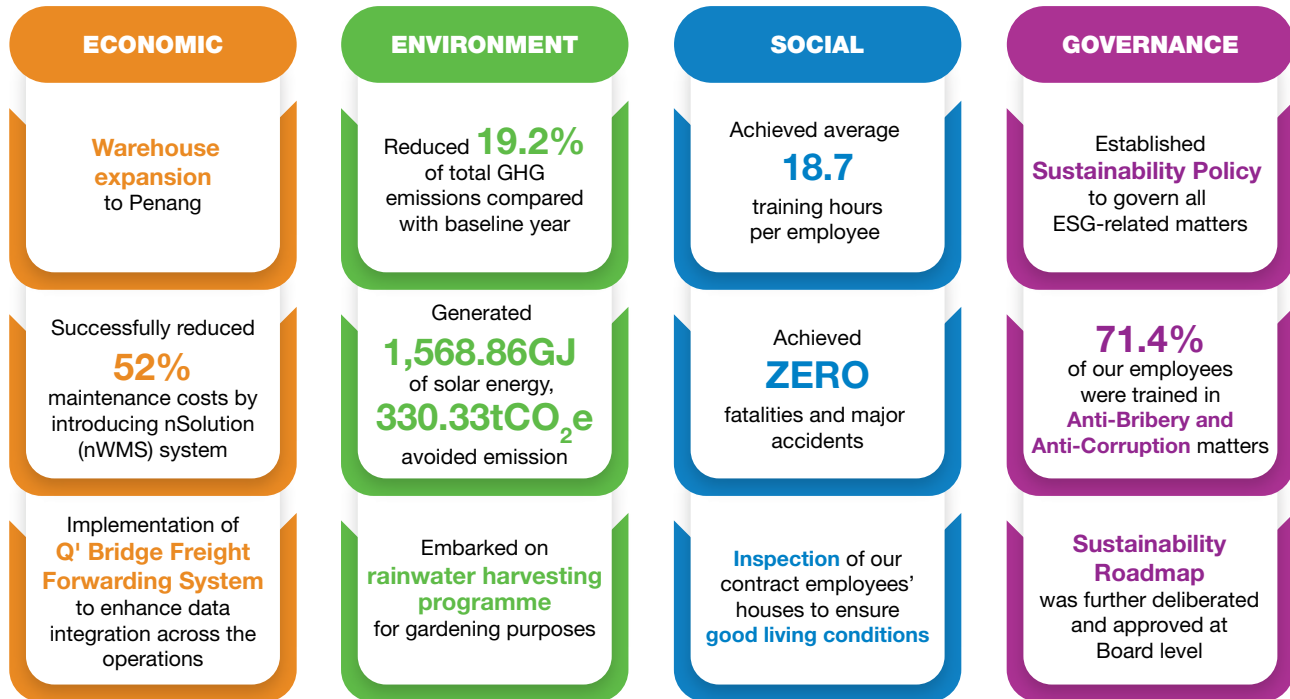 ECONOMIC
Warehouse
expansion
to Penang
Successfully reduced
52%
maintenance costs by
introducing nSolution
(nWMS) system
Implementation of
Q' Bridge Freight
Forwarding System
to enhance data
integration across the
operations
ENVIRONMENT
Reduced 19.2%
of total GHG
emissions compared
with baseline year
Generated
1,568.86GJ
of solar energy,
330.33tCO₂e
avoided emission
Embarked on
rainwater harvesting
programme
for gardening purposes
SOCIAL
Achieved average
18.7
training hours
per employee
Achieved
ZERO
fatalities and major
accidents
Inspection of our
contract employees’
houses to ensure
good living conditions
GOVERNANCE
Established
Sustainability Policy
to govern all
ESG-related matters
71.4%
of our employees
were trained in
Anti-Bribery and
Anti-Corruption matters
Sustainability
Roadmap
was further deliberated
and approved at
Board level